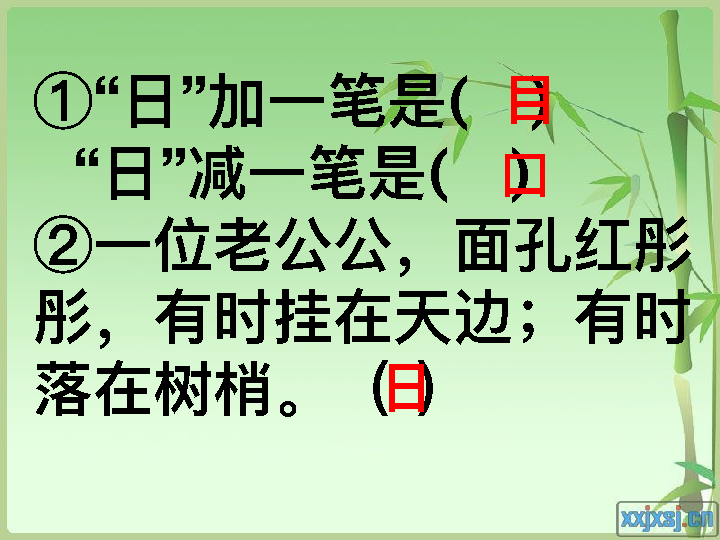 ①“日”加一笔是( 目 )
“日”减一笔是( 口 )
②一位老公公，面孔红彤
彤，有时挂在天边；有时
落在树梢。（日）
xxjxsj.cn